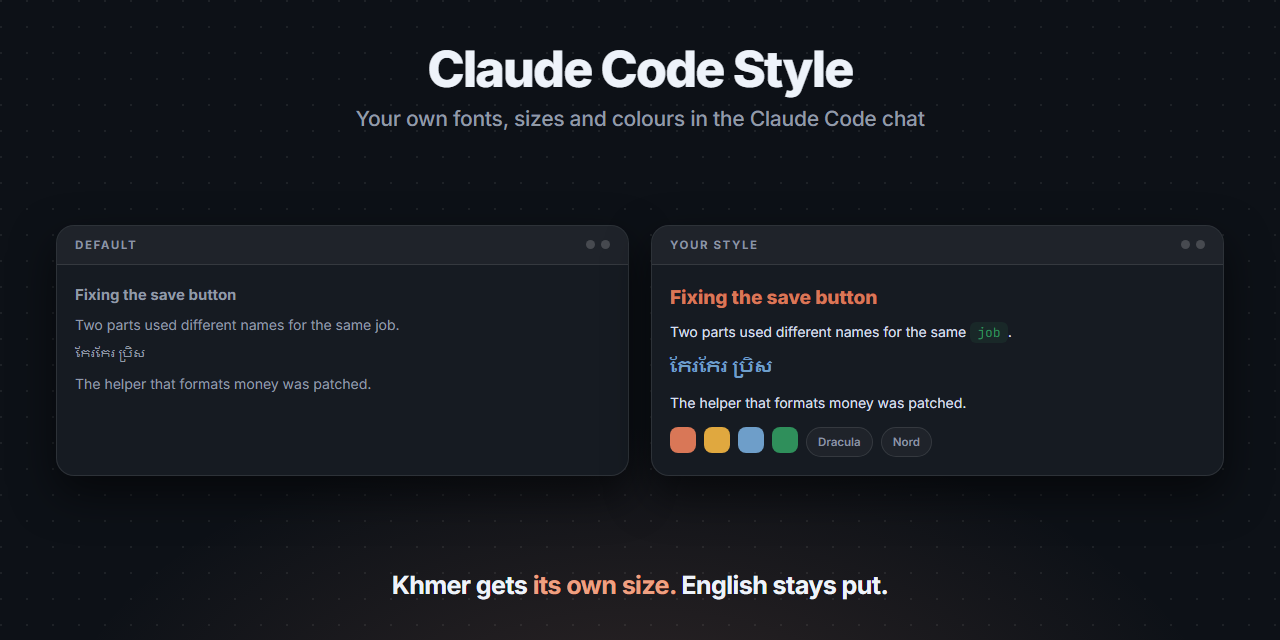 Claude Code Style
Your own fonts, sizes and colours in the Claude Code chat
DEFAULT
Fixing the save button
Two parts used different names for the same job.
កែរកែរ ប្រិស
The helper that formats money was patched.
YOUR STYLE
Fixing the save button
Two parts used different names for the same job.
កែរកែរ ប្រិស
The helper that formats money was patched.
Dracula Nord
Khmer gets its own size. English stays put.